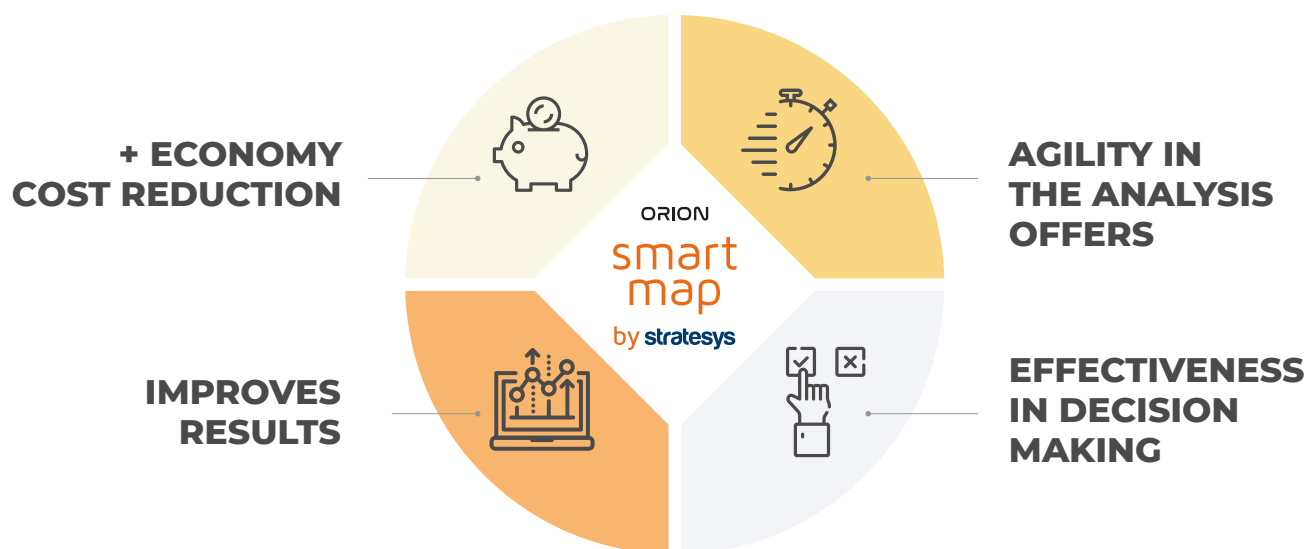 + ECONOMY
COST REDUCTION
AGILITY IN
THE ANALYSIS
OFFERS
ORION
smart
map
by stratesys
IMPROVES
RESULTS
EFFECTIVENESS
IN DECISION
MAKING